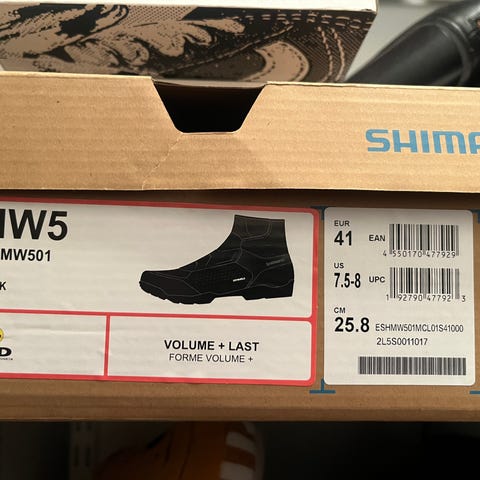 SHIMA
MW5
MW501
K
D
VOLUME + LAST
FORME VOLUME +
EUR
41
EAN
4 550170 477929
US
7.5-8
UPC
1 92790 47792 3
CM
25.8
ESHMW501MCL01S41000
2L5S0011017